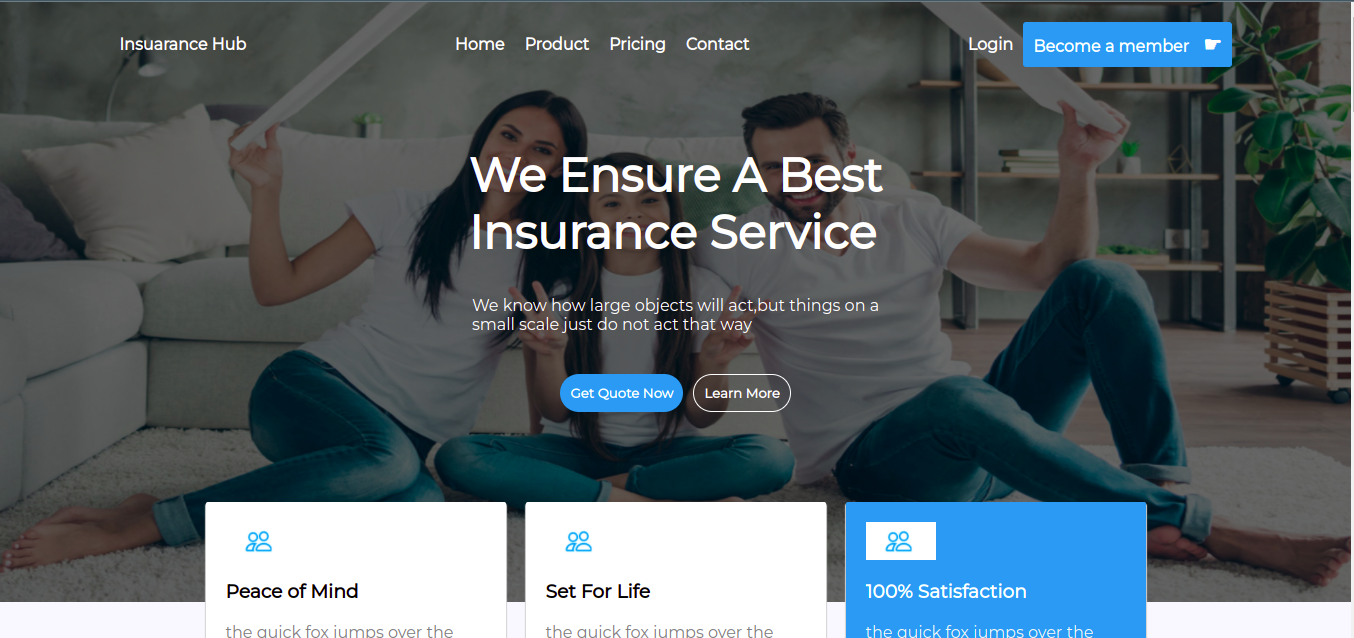 Insuarance Hub
Home Product Pricing Contact
Login Become a member
We Ensure A Best
Insurance Service
We know how large objects will act,but things on a
small scale just do not act that way
Get Quote Now Learn More
Peace of Mind
Set For Life
100% Satisfaction
the quick fox jumps over the
the quick fox jumps over the
the quick fox jumps over the